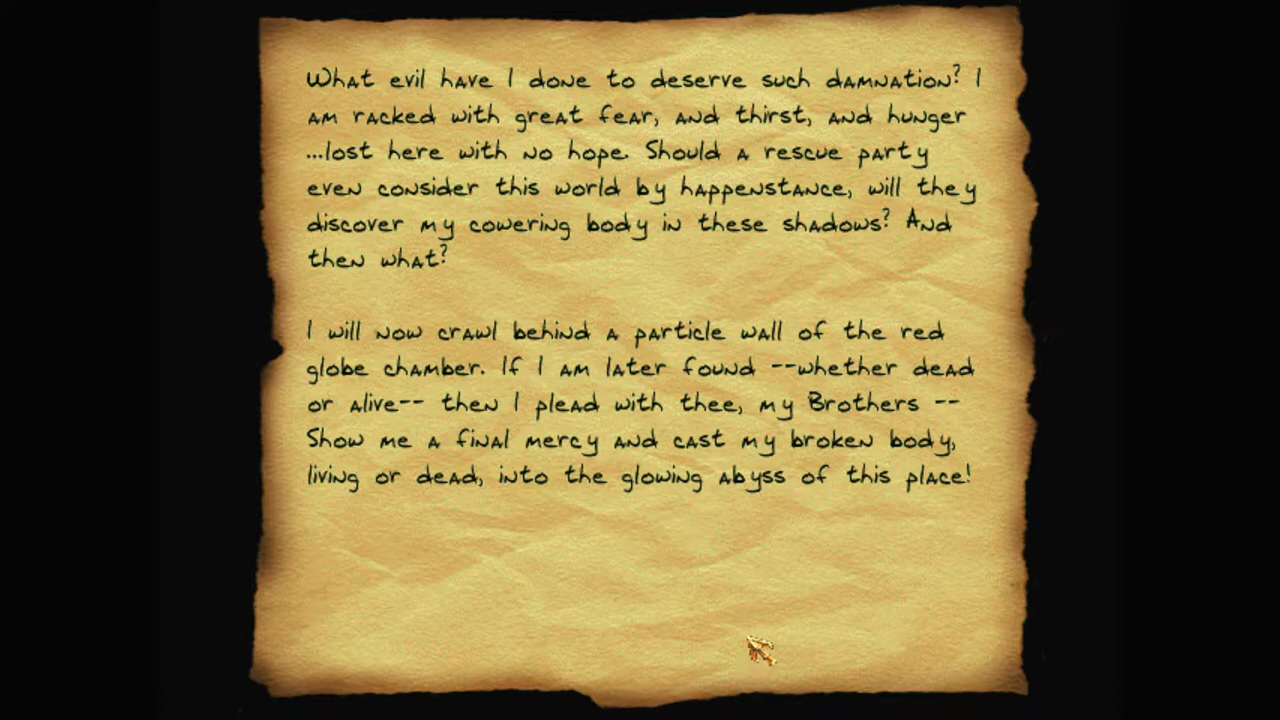 What evil have I done to deserve such damnation? I
am racked with great fear, and thirst, and hunger
...lost here with no hope. Should a rescue party
even consider this world by happenstance, will they
discover my cowering body in these shadows? And
then what?
I will now crawl behind a particle wall of the red
globe chamber. If I am later found --whether dead
or alive-- then I plead with thee, my Brothers --
Show me a final mercy and cast my broken body,
living or dead, into the glowing abyss of this place!